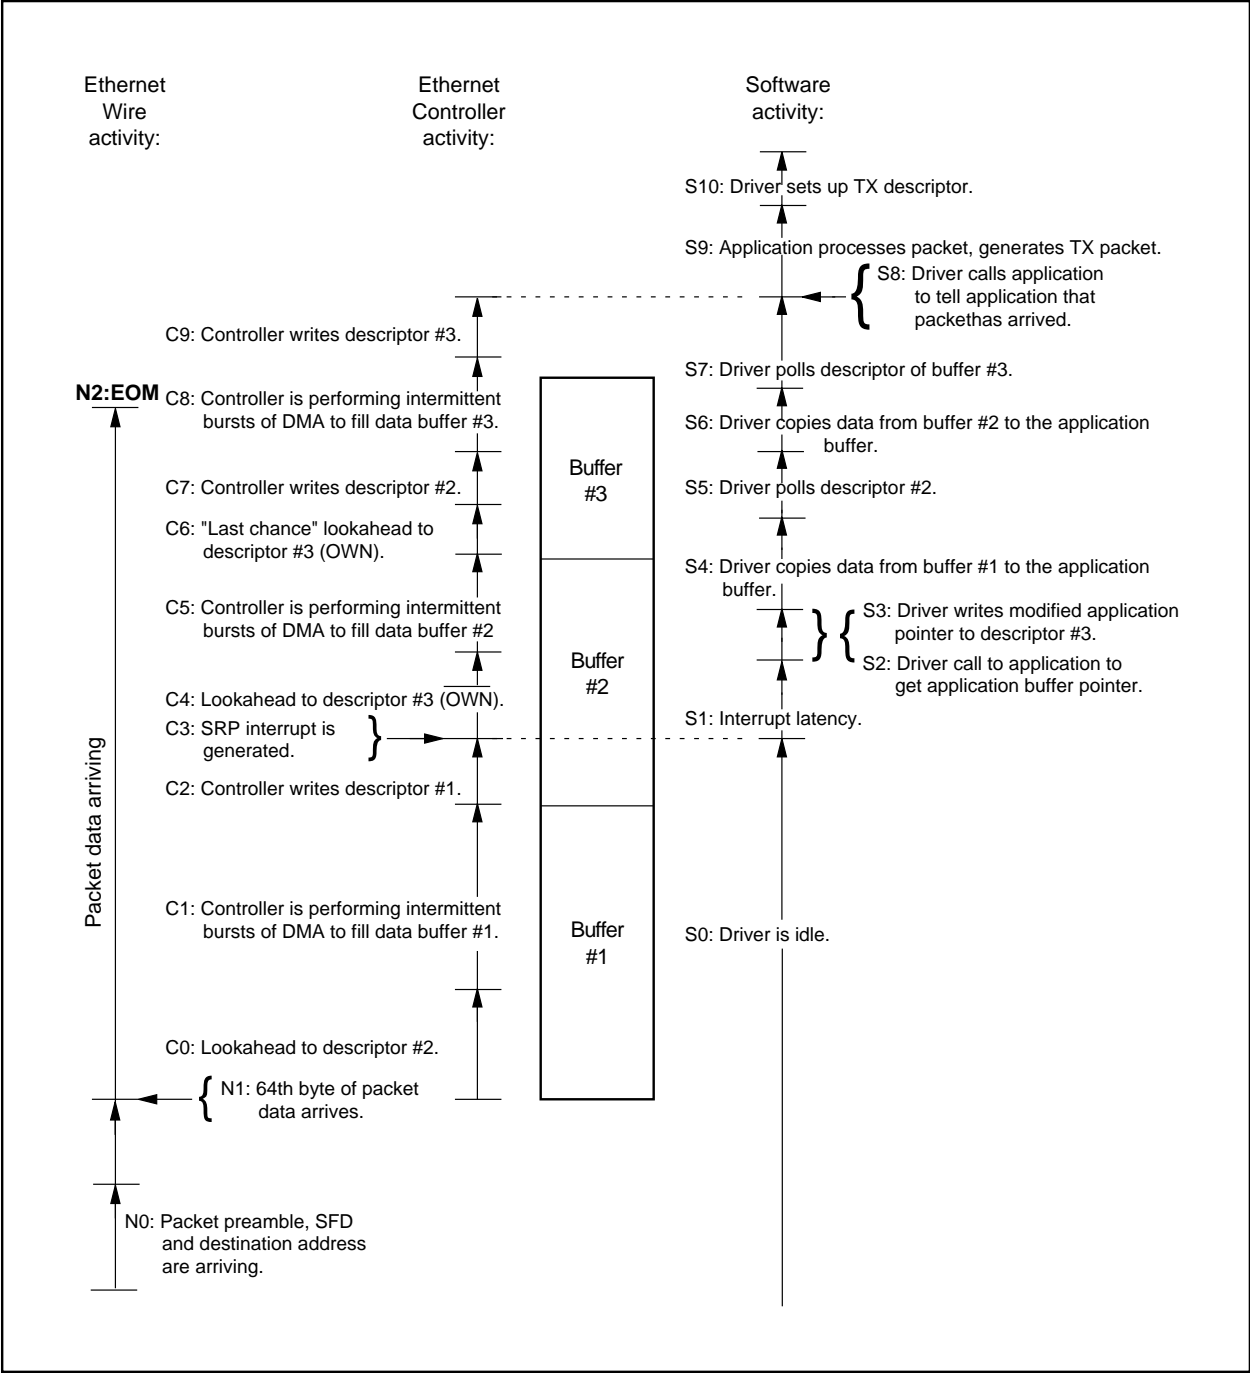 Ethernet
Wire
activity:
Ethernet
Controller
activity:
Software
activity:
S10: Driver sets up TX descriptor.
S9: Application processes packet, generates TX packet.
S8: Driver calls application
to tell application that
packethas arrived.
C9: Controller writes descriptor #3.
S7: Driver polls descriptor of buffer #3.
N2:EOM
C8: Controller is performing intermittent
bursts of DMA to fill data buffer #3.
S6: Driver copies data from buffer #2 to the application
buffer.
Buffer
#3
C7: Controller writes descriptor #2.
S5: Driver polls descriptor #2.
C6: "Last chance" lookahead to
descriptor #3 (OWN).
S4: Driver copies data from buffer #1 to the application
buffer.
C5: Controller is performing intermittent
bursts of DMA to fill data buffer #2
S3: Driver writes modified application
pointer to descriptor #3.
Buffer
#2
S2: Driver call to application to
get application buffer pointer.
C4: Lookahead to descriptor #3 (OWN).
S1: Interrupt latency.
C3: SRP interrupt is
generated.
C2: Controller writes descriptor #1.
Packet data arriving
C1: Controller is performing intermittent
bursts of DMA to fill data buffer #1.
Buffer
#1
S0: Driver is idle.
C0: Lookahead to descriptor #2.
N1: 64th byte of packet
data arrives.
N0: Packet preamble, SFD
and destination address
are arriving.